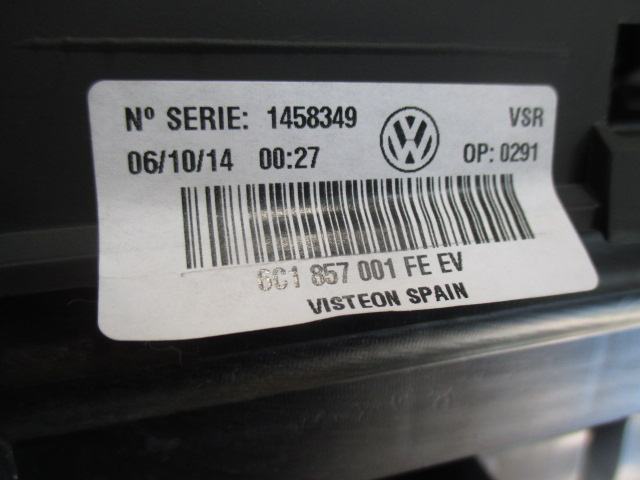 Nº SERIE: 1458349 VSR
06/10/14 00:27 OP: 0291
6C1 857 001 FE EV
VISTEON SPAIN